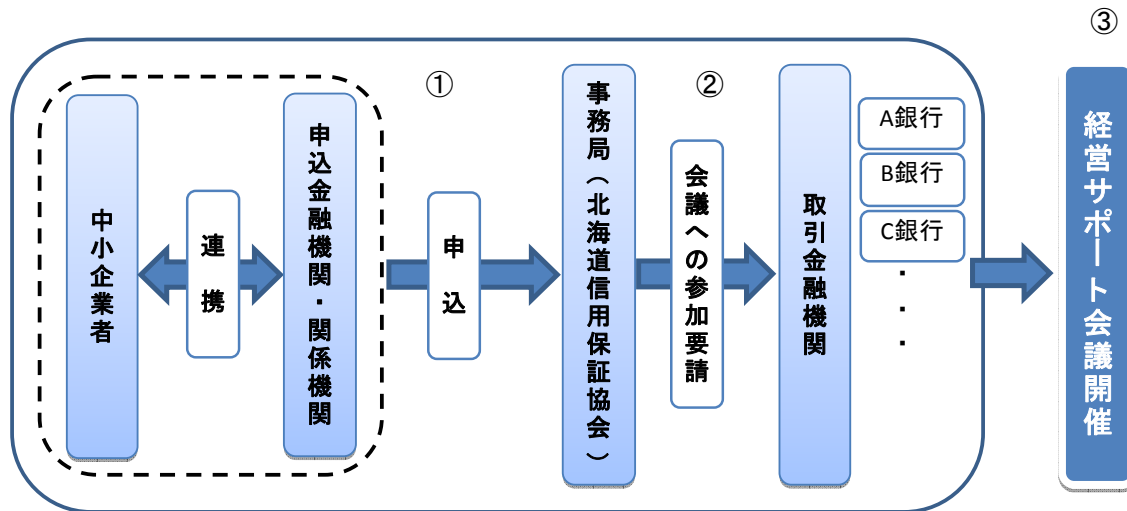 中小企業者
連携
申込金融機関・関係機関
①
申込
事務局(北海道信用保証協会)
②
会議への参加要請
取引金融機関
A銀行
B銀行
C銀行
・
・
・
③
経営サポート会議開催